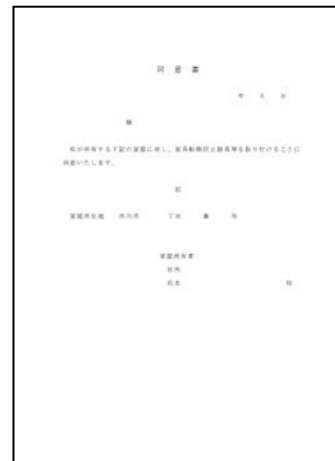 同意書
年 月 日
様
私が所有する下記の家屋に対し、家具転倒防止器具等を取り付けることに
同意いたします。
記
家屋所在地 市川市 丁目 番 号
家屋所有者
住所
氏名 印